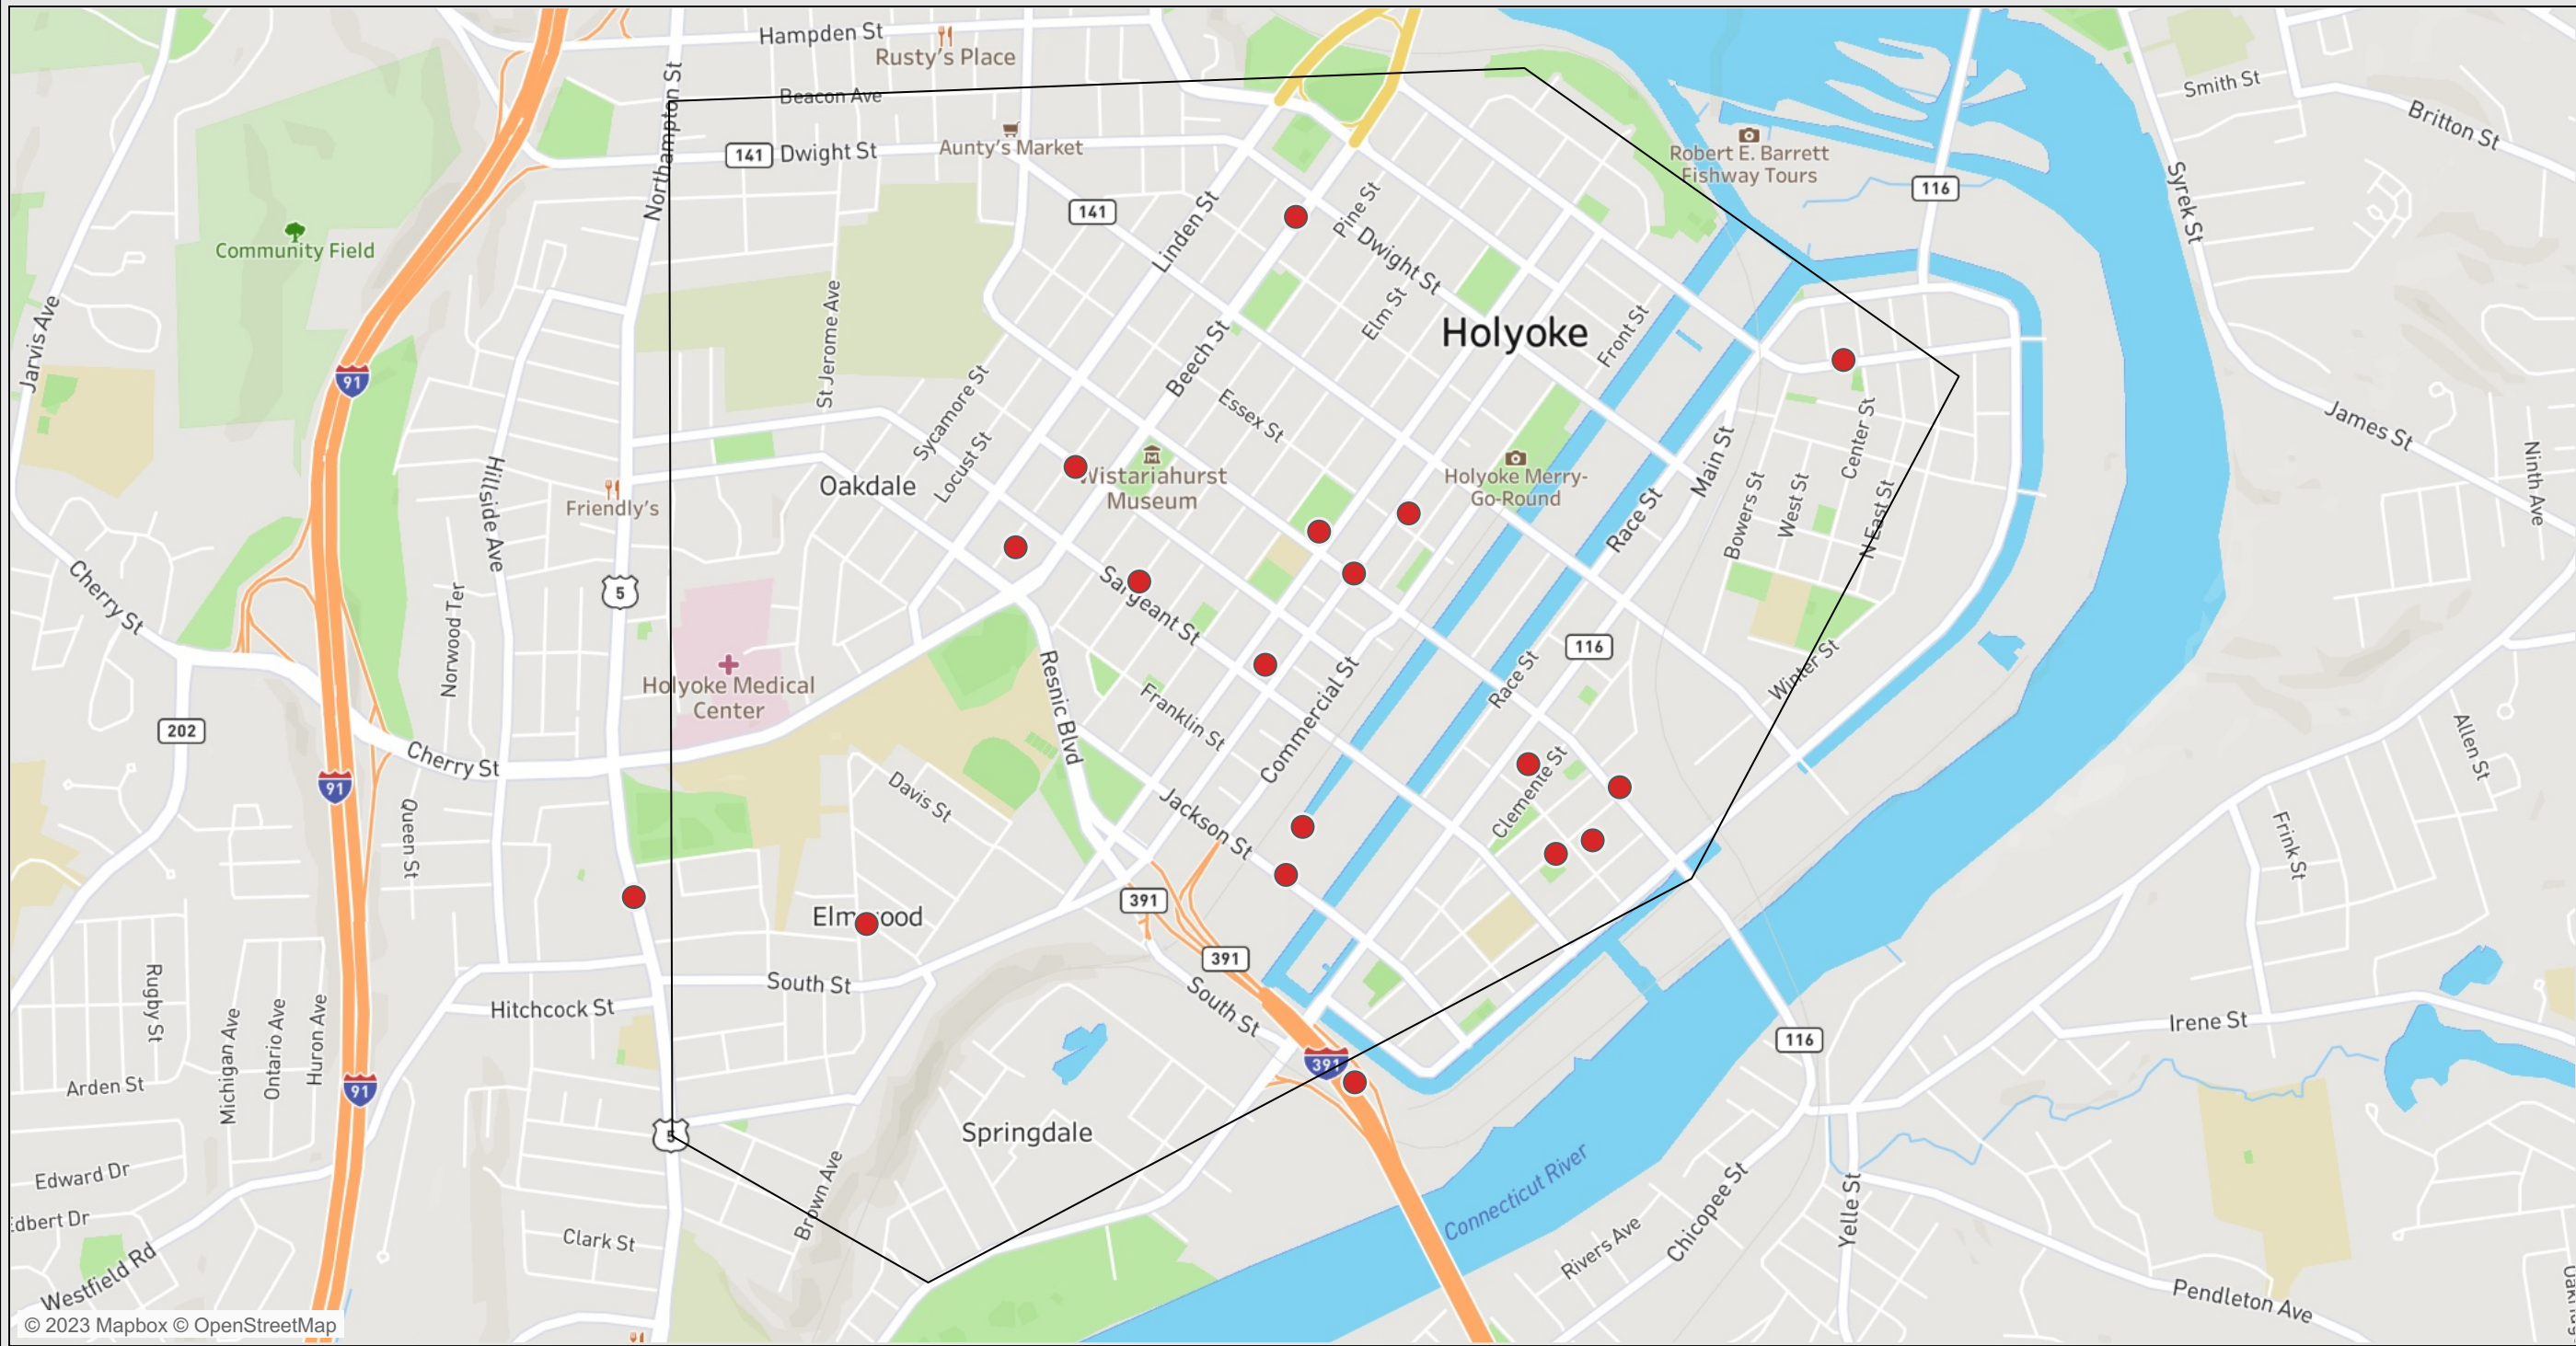 Hampden St
Rusty's Place
Smith St
Britton St
Beacon Ave
Northampton St
141
Dwight St
Aunty's Market
Robert E. Barrett
Fishway Tours
116
Syrek St
141
Linden St
Pine St
Community Field
Dwight St
Elm St
Holyoke
Front St
Jarvis Ave
St Jerome Ave
Beech St
91
Sycamore St
Essex St
Center St
James St
Locust St
Main St
Ninth Ave
Wistariahurst
Museum
Holyoke Merry-
Go-Round
Oakdale
Friendly's
Hillside Ave
Race St
Bowers St
West St
N East St
Cherry St
5
Sargeant St
Norwood Ter
116
Holyoke Medical
Center
Resnic Blvd
Race St
Winter St
Franklin St
Commercial St
202
Allen St
Cherry St
91
Davis St
Jackson St
Clemente St
Queen St
Frink St
391
Elmwood
391
South St
South St
Hitchcock St
Rugby St
Michigan Ave
Ontario Ave
Huron Ave
Irene St
116
391
Arden St
91
Springdale
5
Edward Dr
Brown Ave
Connecticut River
Chicopee St
Yelle St
dbert Dr
Clark St
Rivers Ave
Westfield Rd
Pendleton Ave
© 2023 Mapbox © OpenStreetMap